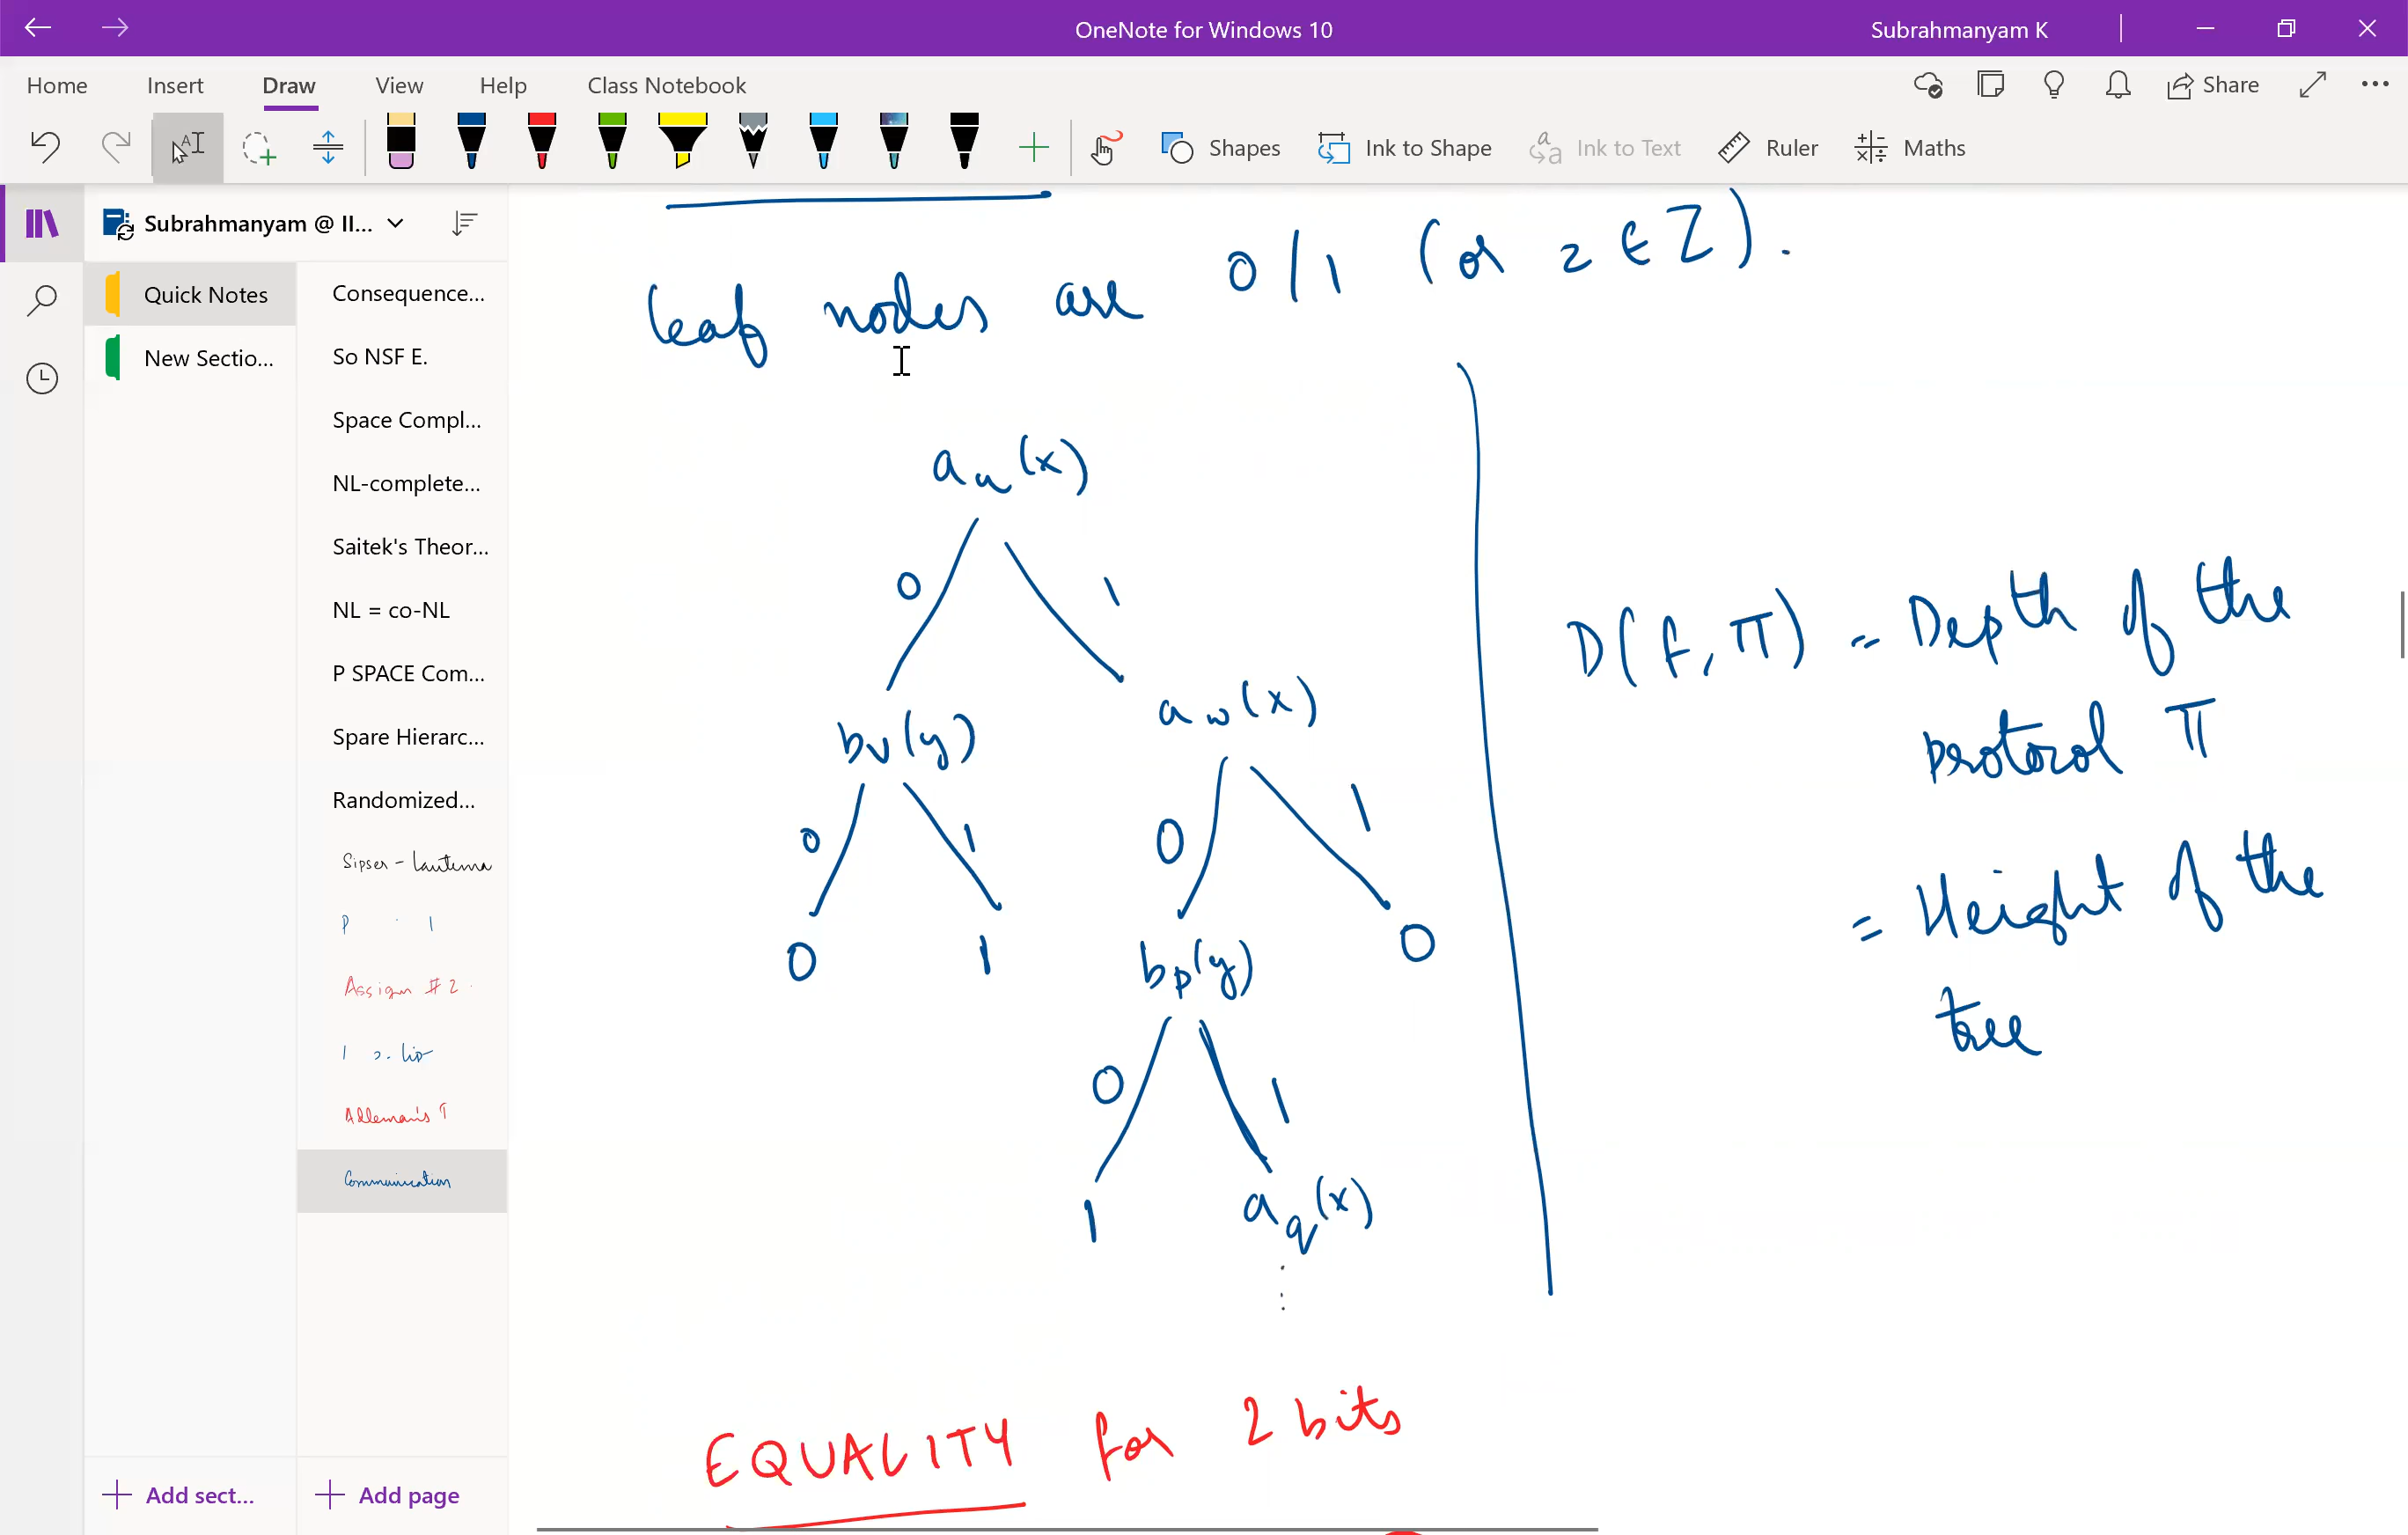 OneNote for Windows 10
Subrahmanyam K
Home Insert Draw View Help Class Notebook
Share
Shapes
Ink to Shape
Ink to Text
Ruler
Maths
Subrahmanyam @ II...
Quick Notes
New Sectio...
Consequence...
So NSF E.
Space Compl...
NL-complete...
Saitek's Theor...
NL = co-NL
P SPACE Com...
Spare Hierarc...
Randomized...
Sipser - Lautema
P 1
Assign # 2
Communication
Add sect...
Add page
leaf nodes are 0/1 (or z ∈ Z).
a_u(x)
0 1
b_v(y) a_w(x)
0 1 0 1
0 1 b_p(y) 0
0 1
1 a_q(x)
D(f, Π) = Depth of the
protocol Π
= Height of the
tree
EQUALITY for 2 bits